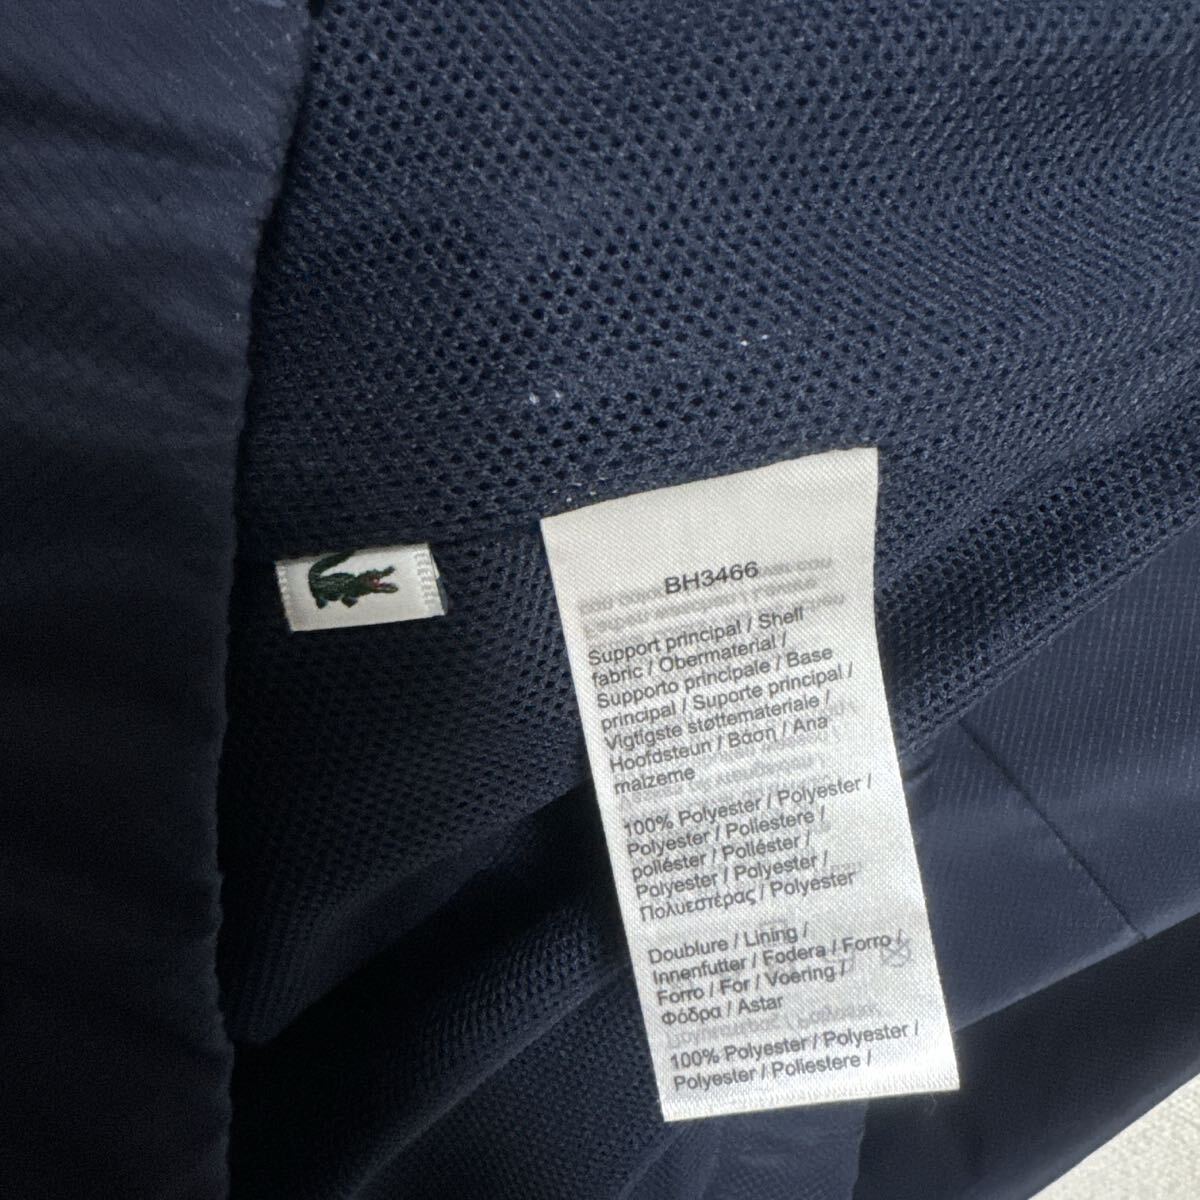 BH3466
Support principal / Shell
fabric / Obermaterial /
Supporto principale / Base
principal / Suporte principal /
Vigtigste støttemateriale /
Hoofdsteun / Βάση / Ana
malzeme
100% Polyester / Polyester /
Polyester / Poliestere /
poliéster / Poliéster /
Polyester / Polyester /
Πολυεστέρας / Polyester
Doublure / Lining /
Innenfutter / Fodera / Forro /
Forro / For / Voering /
Φόδρα / Astar
100% Polyester / Polyester /
Polyester / Poliestere /